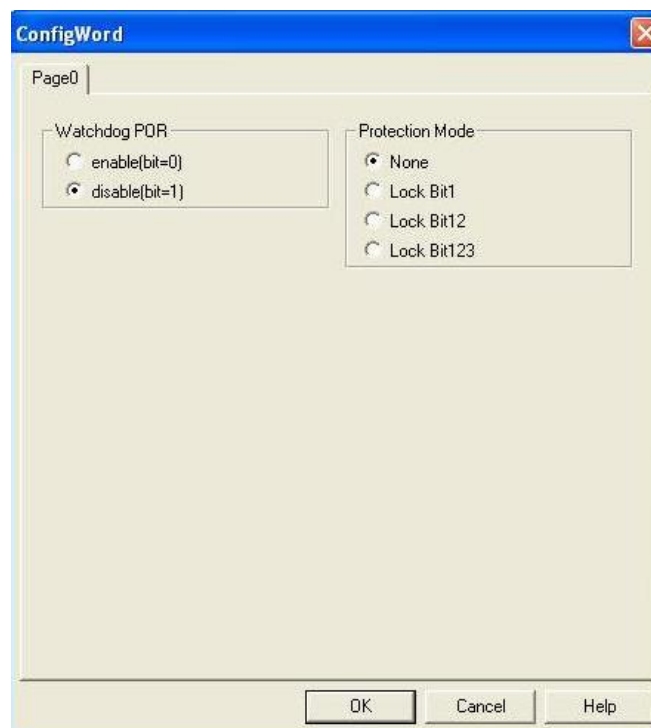 ConfigWord
Page0
Watchdog POR
enable(bit=0)
disable(bit=1)
Protection Mode
None
Lock Bit1
Lock Bit12
Lock Bit123
OK Cancel Help